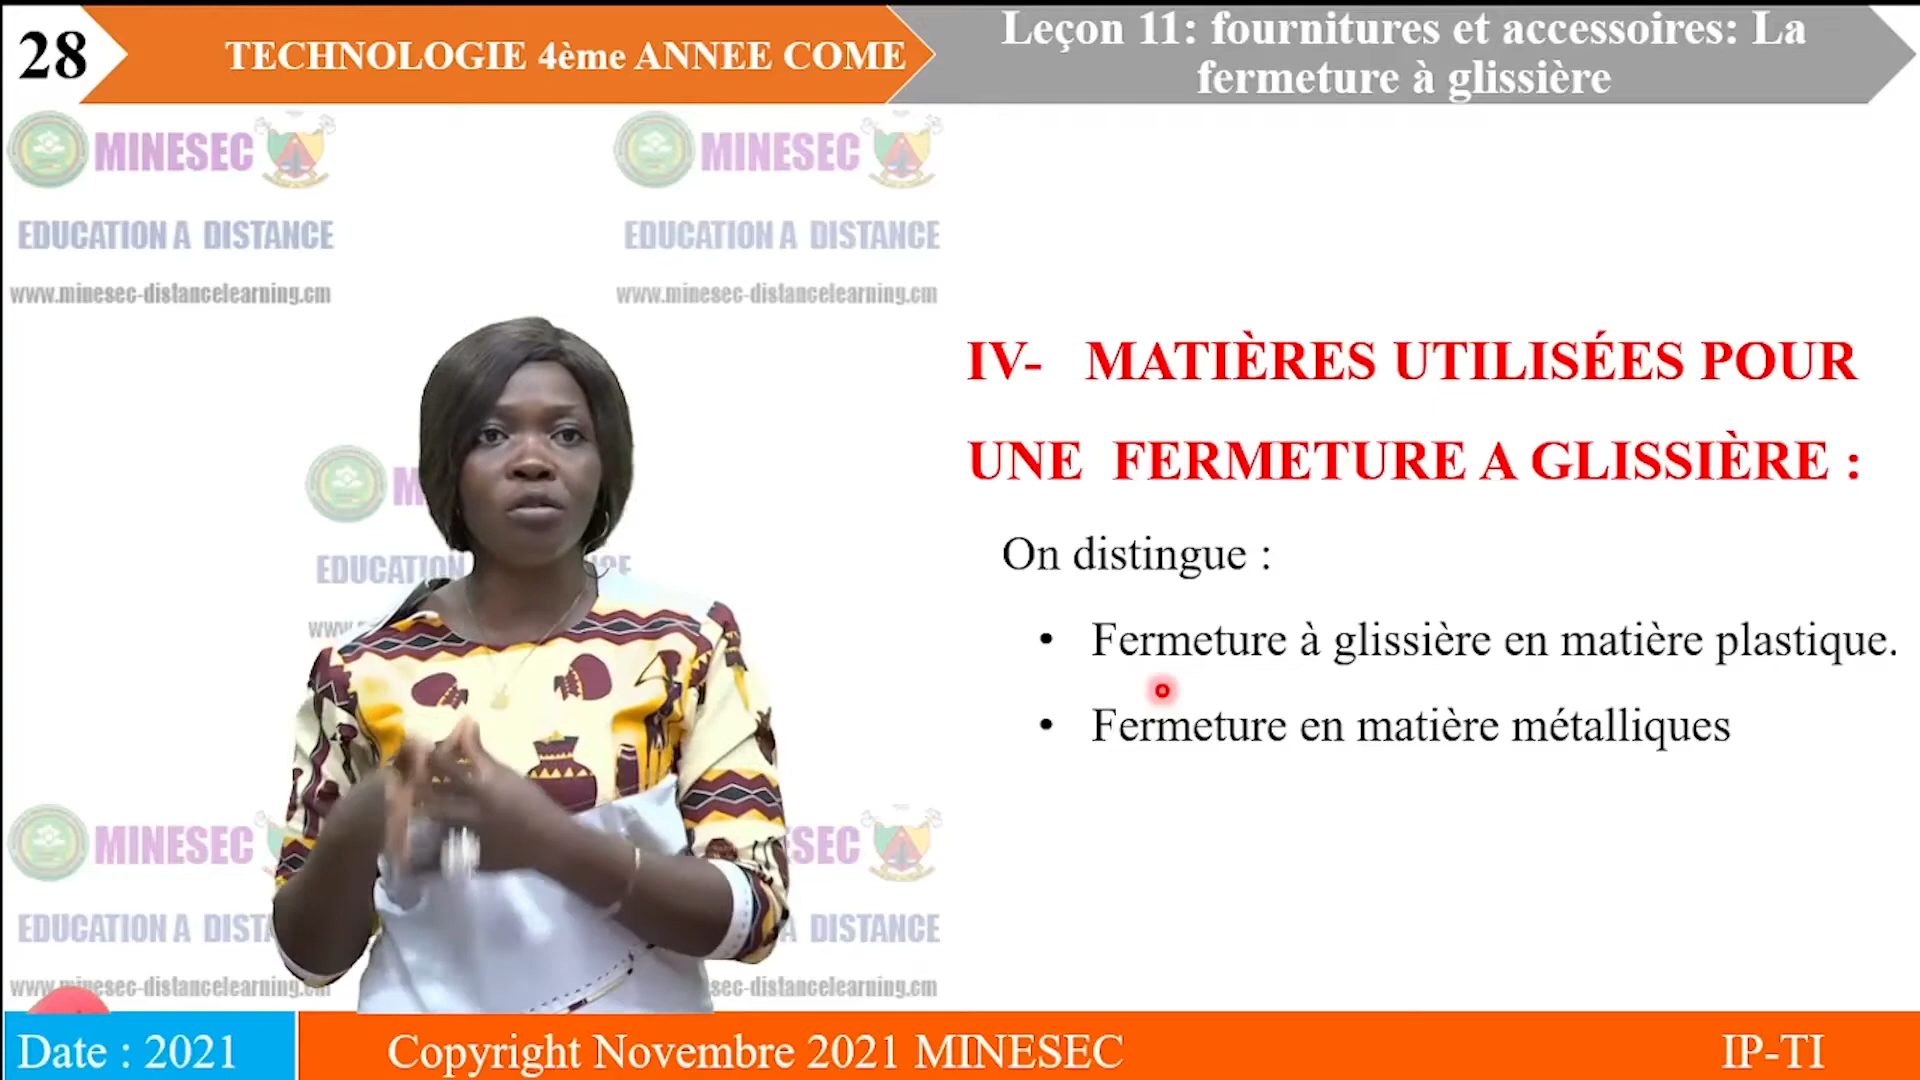 28
TECHNOLOGIE 4ème ANNEE COME
Leçon 11: fournitures et accessoires: La
fermeture à glissière
MINESEC
EDUCATION A DISTANCE
www.minesec-distancelearning.cm
MINESEC
EDUCATION A DISTANCE
www.minesec-distancelearning.cm
IV- MATIÈRES UTILISÉES POUR
UNE FERMETURE A GLISSIÈRE :
On distingue :
• Fermeture à glissière en matière plastique.
• Fermeture en matière métalliques
M
EDUCATION
MINESEC
SEC
EDUCATION A
A DISTANCE
Date : 2021
Copyright Novembre 2021 MINESEC
IP-TI